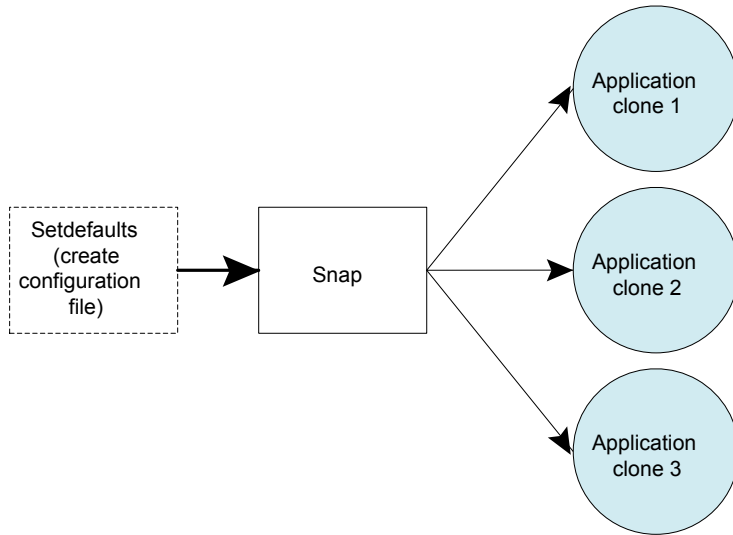 Setdefaults
(create
configuration
file)
Snap
Application
clone 1
Application
clone 2
Application
clone 3